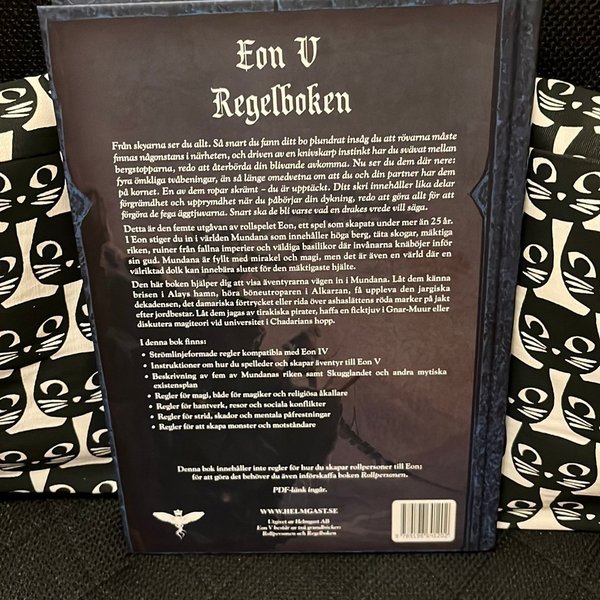 Eon V
Regelboken
Från skyarna ser du allt. Så snart du fann ditt bo plundrat insåg du att rövarna måste
finnas någonstans i närheten, och driven av en knivskarp instinkt har du svävat mellan
bergstopparna, redo att återbörda din blivande avkomma. Nu ser du dem där nere:
fyra ömkliga tvåbeningar, än så länge omedvetna om att du och din partner har dem
på kornet. En av dem ropar skrämt – du är upptäckt. Ditt skri innehåller lika delar
förgrämdhet och upprymdhet när du påbörjar din dykning, redo att göra allt för att
förgöra de fega äggtjuvarna. Snart ska de bli varse vad en drakes vrede vill säga.
Detta är den femte utgåvan av rollspelet Eon, ett spel som skapats under mer än 25 år.
I Eon stiger du in i världen Mundana som innehåller höga berg, täta skogar, mäktiga
riken, ruiner från fallna imperier och väldiga basilikor där invånarna knäböjer inför
sin gud. Mundana är fyllt med mirakel och magi, men det är även en värld där en
välriktad dolk kan innebära slutet för den mäktigaste hjälte.
Den här boken hjälper dig att visa äventyrarna vägen in i Mundana. Låt dem känna
brisen i Alays hamn, höra böneutroparen i Alkarzan, få uppleva den jargiska
dekadensen, det damariska förtrycket eller rida över ashaslättens röda marker på jakt
efter jordbestar. Låt dem jagas av tirakiska pirater, haffa en ficktjuv i Gnar-Muur eller
diskutera magiteori vid universitet i Chadarians hopp.
I denna bok finns:
• Strömlinjeformade regler kompatibla med Eon IV
• Instruktioner om hur du spelleder och skapar äventyr till Eon V
• Beskrivning av fem av Mundanas riken samt Skugglandet och andra mytiska
existensplan
• Regler för magi, både för magiker och religiösa åkallare
• Regler för hantverk, resor och sociala konflikter
• Regler för strid, skador och mentala påfrestningar
• Regler för att skapa monster och motståndare
Denna bok innehåller inte regler för hur du skapar rollpersoner till Eon;
för att göra det behöver du även införskaffa boken Rollpersonen.
PDF-länk ingår.
WWW.HELMGAST.SE
Utgivet av Helmgast AB
Eon V består av två grundböcker:
Rollpersonen och Regelboken